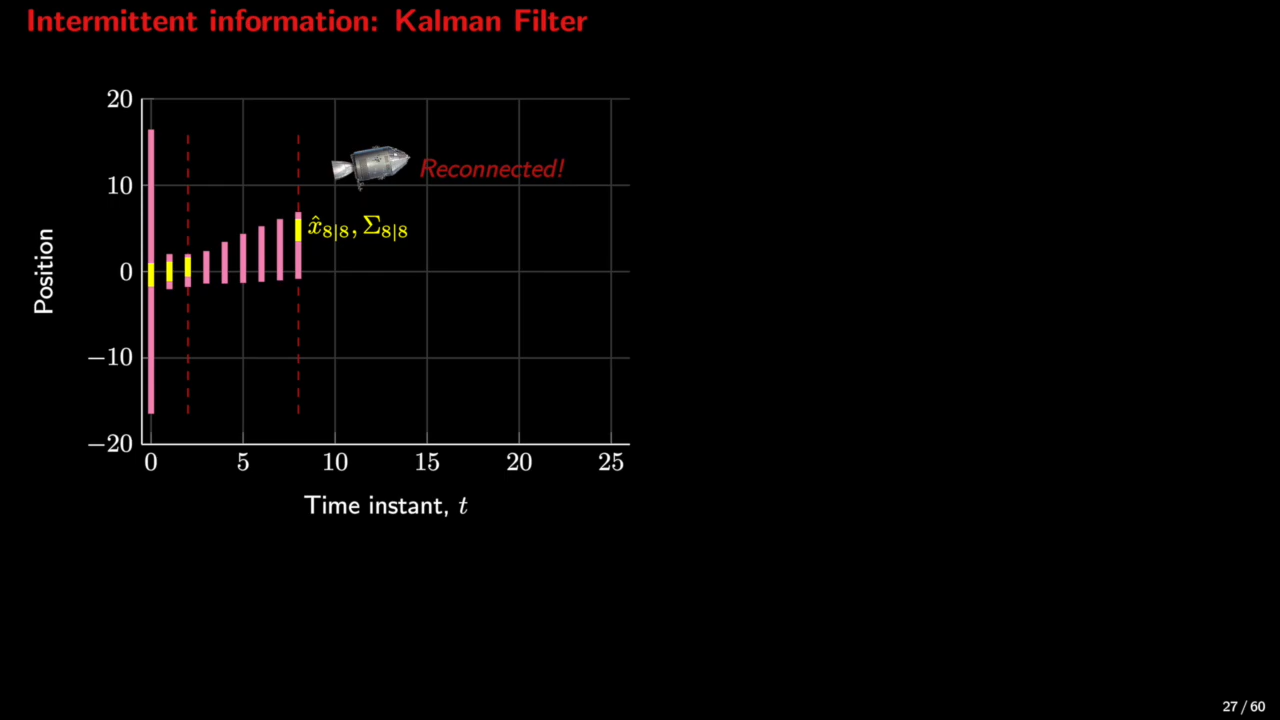 Intermittent information: Kalman Filter
20
10
0
−10
−20
Position
Reconnected!
x̂₈|₈, Σ₈|₈
0 5 10 15 20 25
Time instant, t
27 / 60